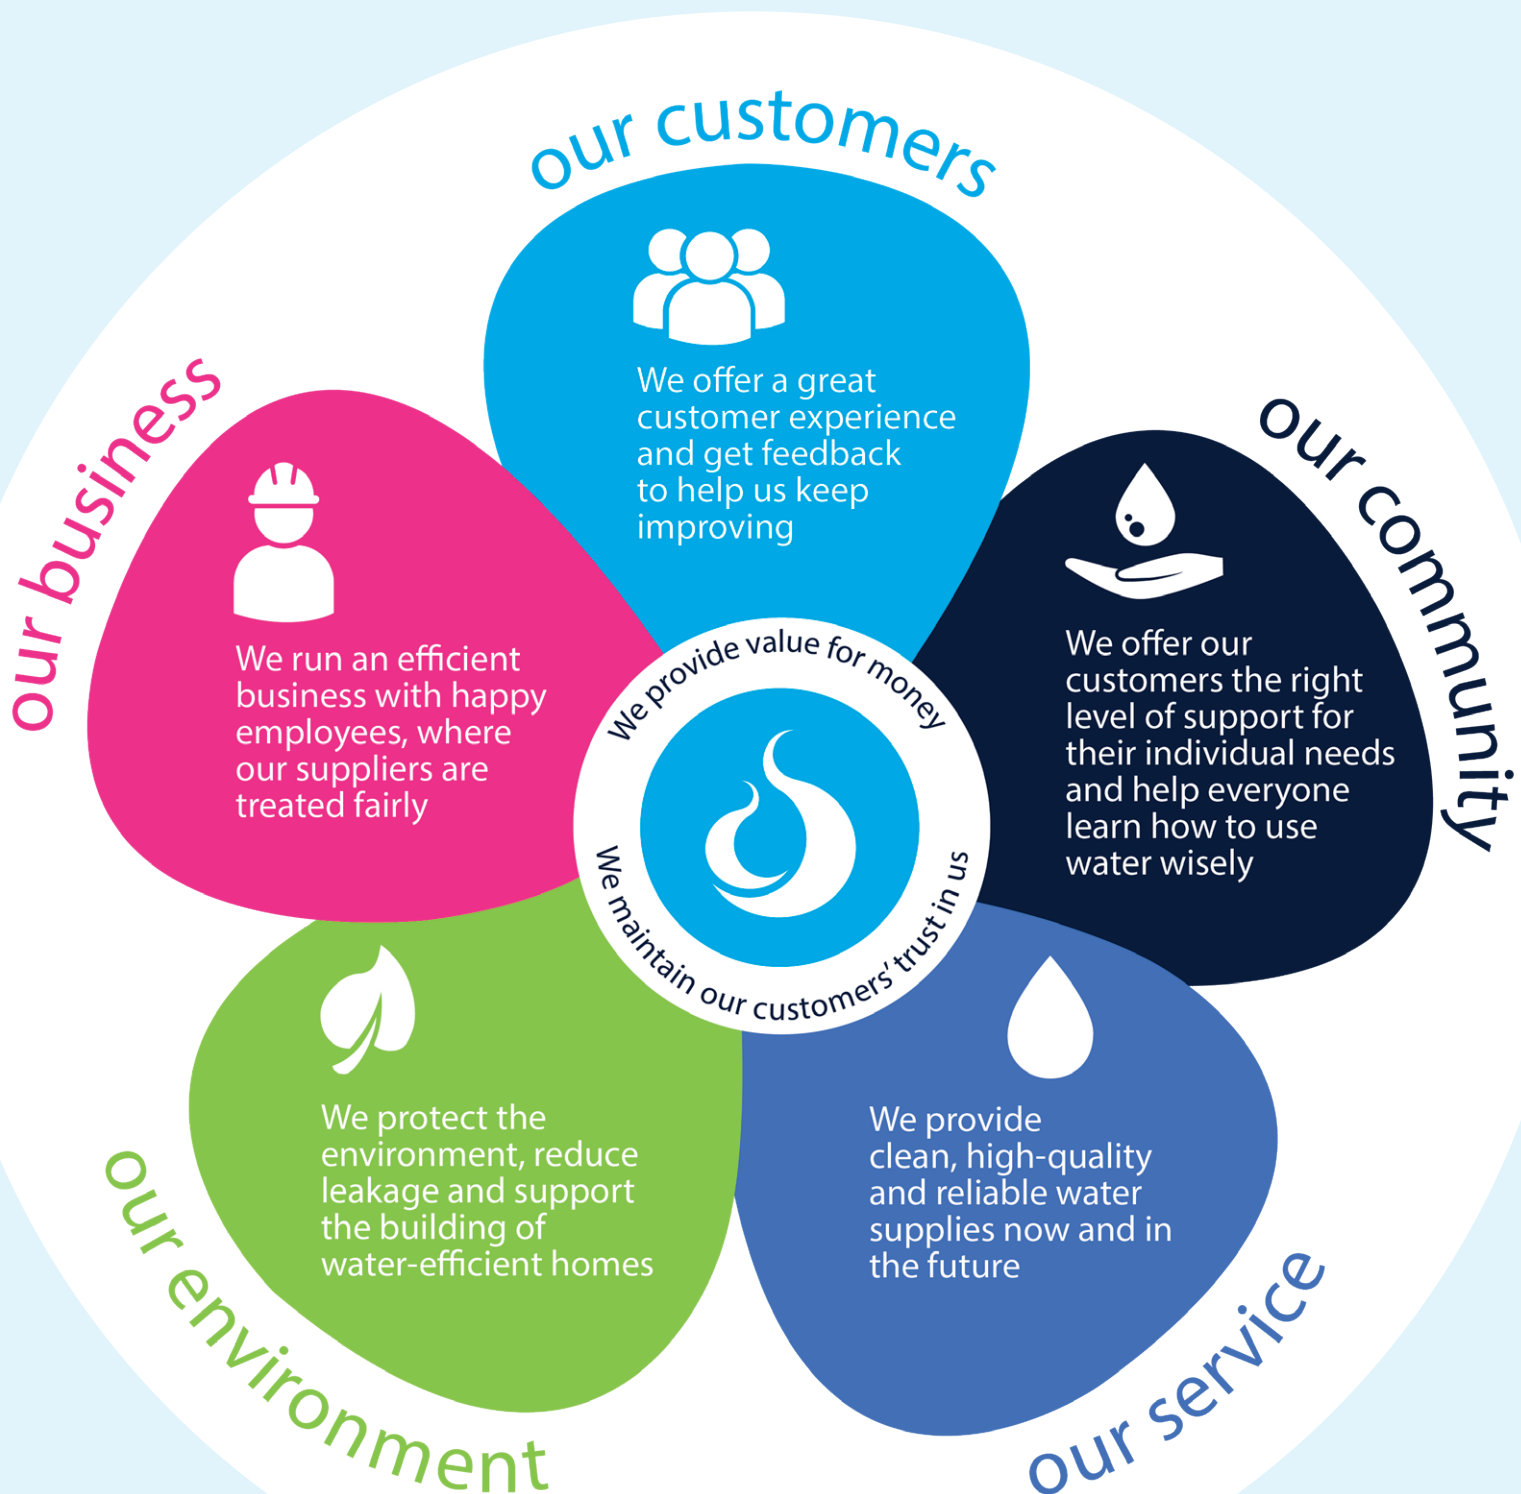 our customers
We offer a great
customer experience
and get feedback
to help us keep
improving
our community
We offer our
customers the right
level of support for
their individual needs
and help everyone
learn how to use
water wisely
our service
We provide
clean, high-quality
and reliable water
supplies now and in
the future
our environment
We protect the
environment, reduce
leakage and support
the building of
water-efficient homes
our business
We run an efficient
business with happy
employees, where
our suppliers are
treated fairly
We provide value for money
We maintain our customers’ trust in us